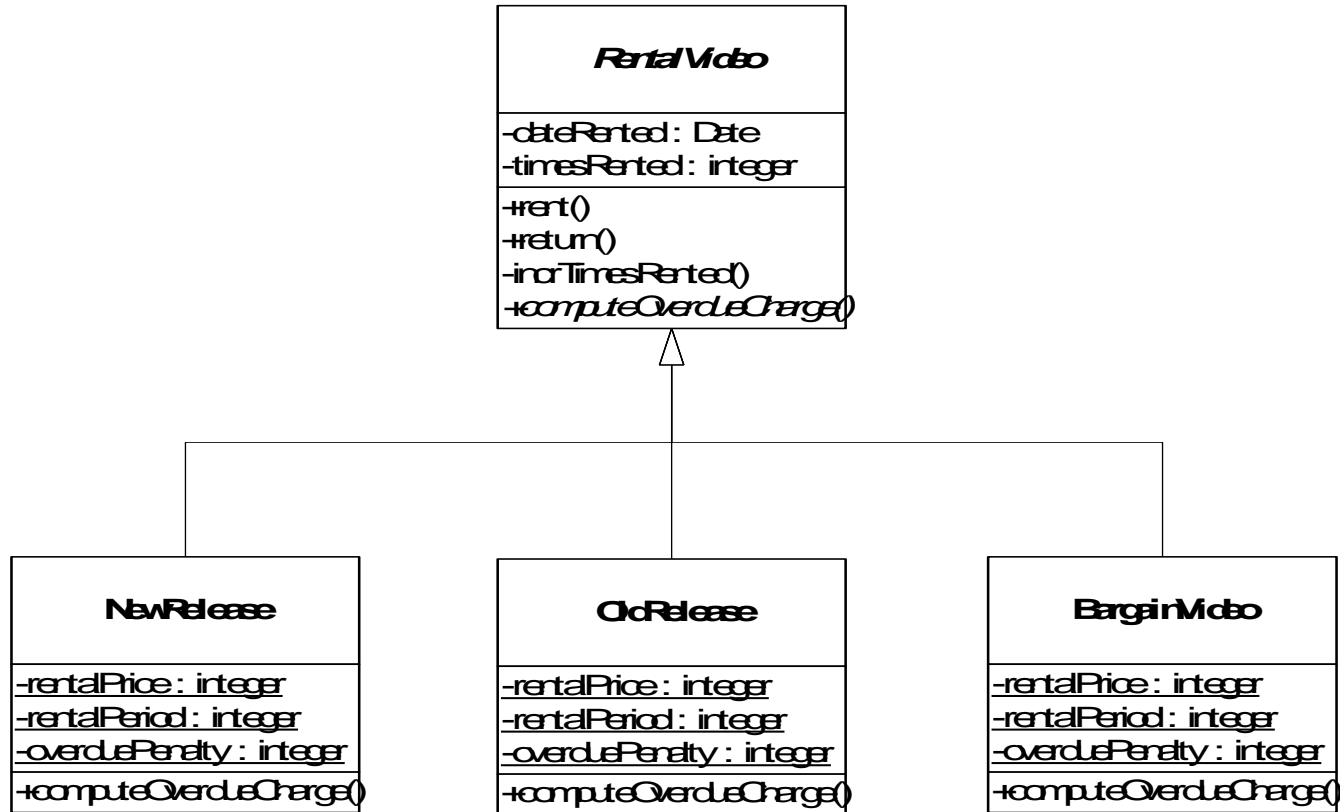 RentalVideo
-dateRented : Date
-timesRented : integer
+rent()
+return()
-incrTimesRented()
+computeOverdueCharge()
NewRelease
-rentalPrice : integer
-rentalPeriod : integer
-overduePenalty : integer
+computeOverdueCharge()
OldRelease
-rentalPrice : integer
-rentalPeriod : integer
-overduePenalty : integer
+computeOverdueCharge()
BargainVideo
-rentalPrice : integer
-rentalPeriod : integer
-overduePenalty : integer
+computeOverdueCharge()